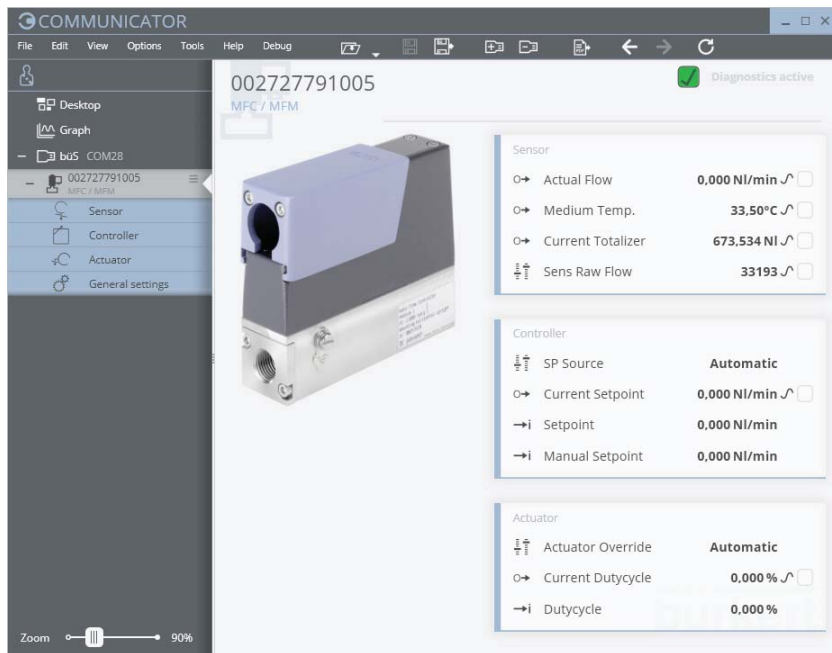 COMMUNICATOR
File Edit View Options Tools Help Debug
Desktop
Graph
büS COM28
002727791005
MFC / MFM
Sensor
Controller
Actuator
General settings
Zoom 90%
002727791005
MFC / MFM
Diagnostics active
Sensor
Actual Flow 0,000 Nl/min
Medium Temp. 33,50°C
Current Totalizer 673,534 Nl
Sens Raw Flow 33193
Controller
SP Source Automatic
Current Setpoint 0,000 Nl/min
Setpoint 0,000 Nl/min
Manual Setpoint 0,000 Nl/min
Actuator
Actuator Override Automatic
Current Dutycycle 0,000 %
Dutycycle 0,000 %
bürkert